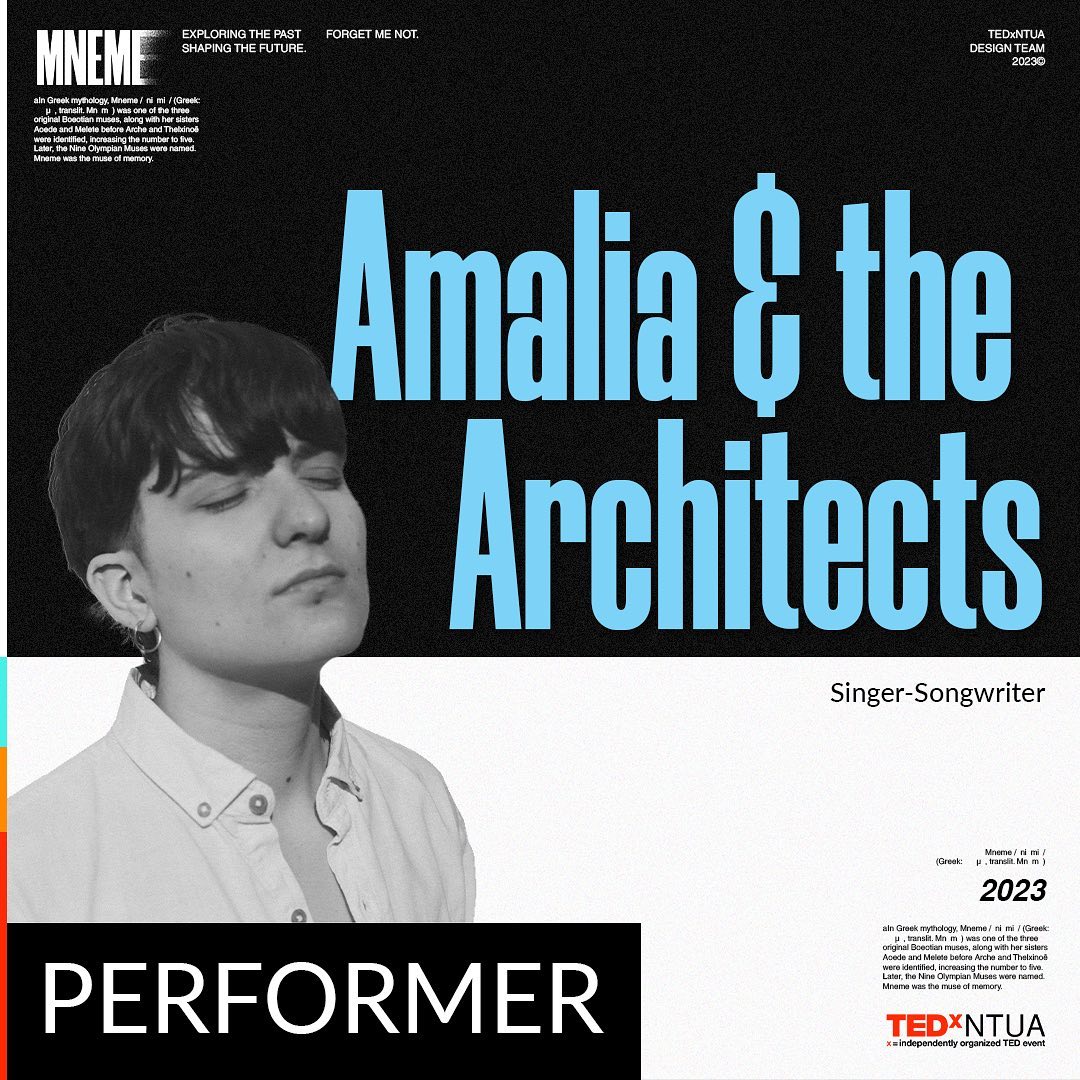 MNEME
EXPLORING THE PAST
SHAPING THE FUTURE.
FORGET ME NOT.
TEDxNTUA
DESIGN TEAM
2023©
aIn Greek mythology, Mneme / ni mi / (Greek:
μ , translit. Mn m ) was one of the three
original Boeotian muses, along with her sisters
Aoede and Melete before Arche and Thelxinoë
were identified, increasing the number to five.
Later, the Nine Olympian Muses were named.
Mneme was the muse of memory.
Amalia & the
Architects
Singer-Songwriter
Mneme / ni mi /
(Greek: μ , translit. Mn m )
2023
aIn Greek mythology, Mneme / ni mi / (Greek:
μ , translit. Mn m ) was one of the three
original Boeotian muses, along with her sisters
Aoede and Melete before Arche and Thelxinoë
were identified, increasing the number to five.
Later, the Nine Olympian Muses were named.
Mneme was the muse of memory.
PERFORMER
TEDxNTUA
x = independently organized TED event